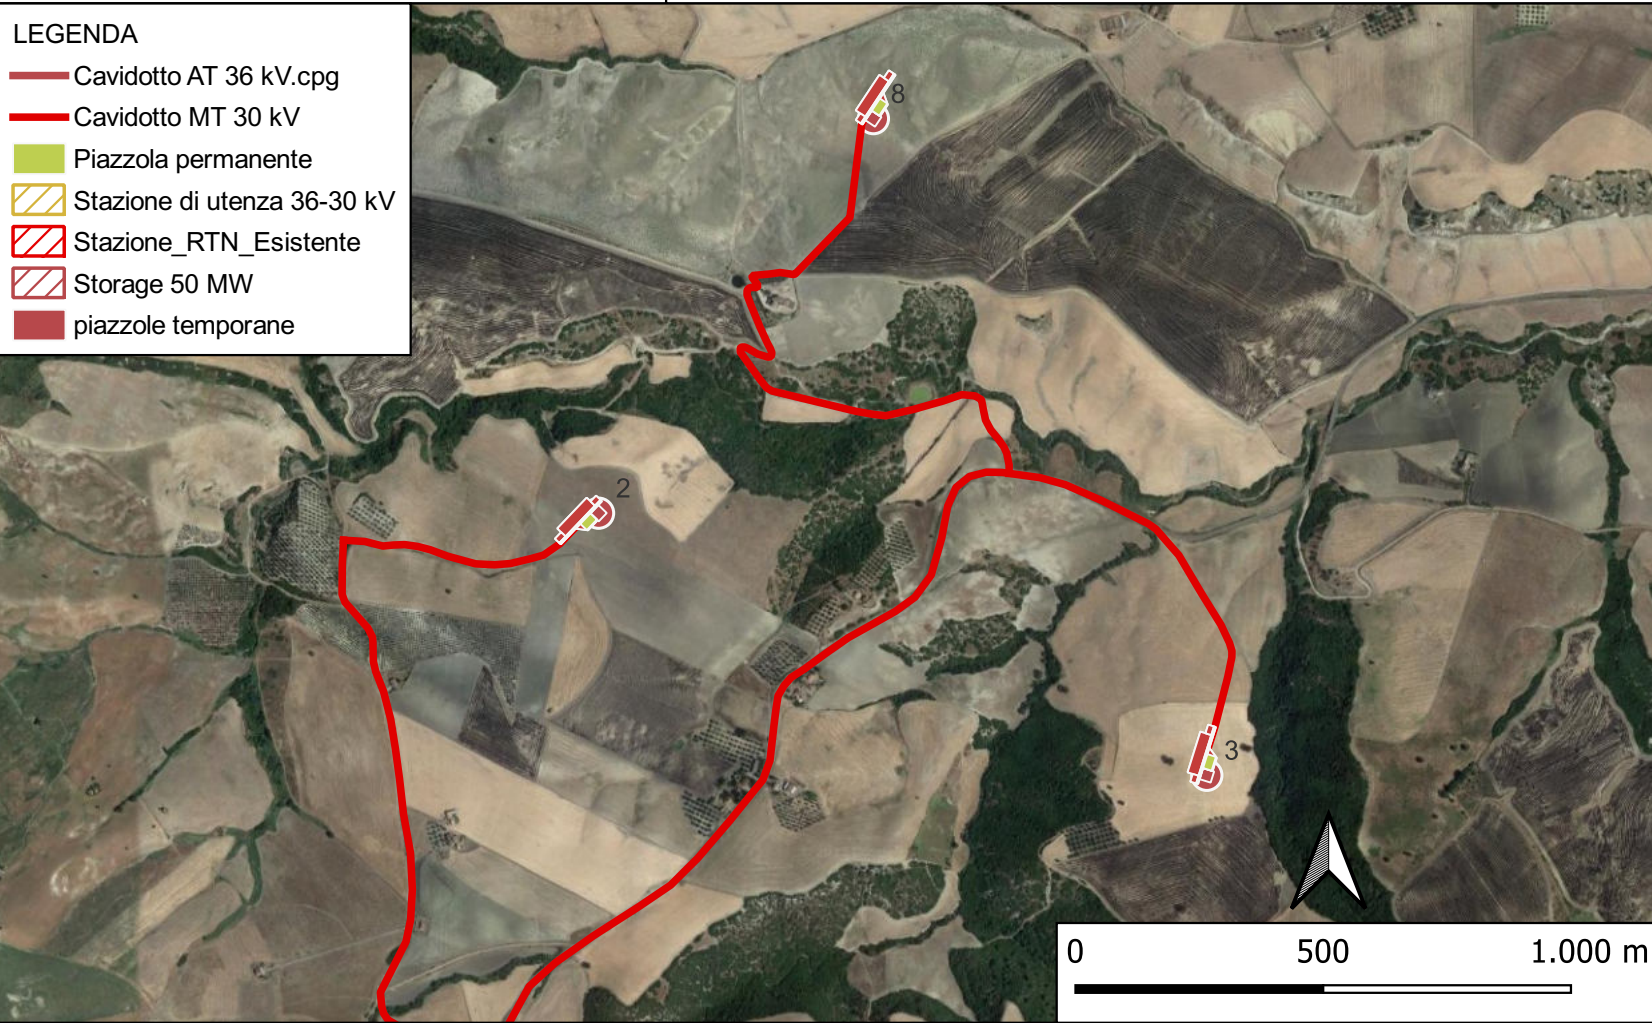 LEGENDA
Cavidotto AT 36 kV.cpg
Cavidotto MT 30 kV
Piazzola permanente
Stazione di utenza 36-30 kV
Stazione_RTN_Esistente
Storage 50 MW
piazzole temporane
8
2
3
0 500 1.000 m